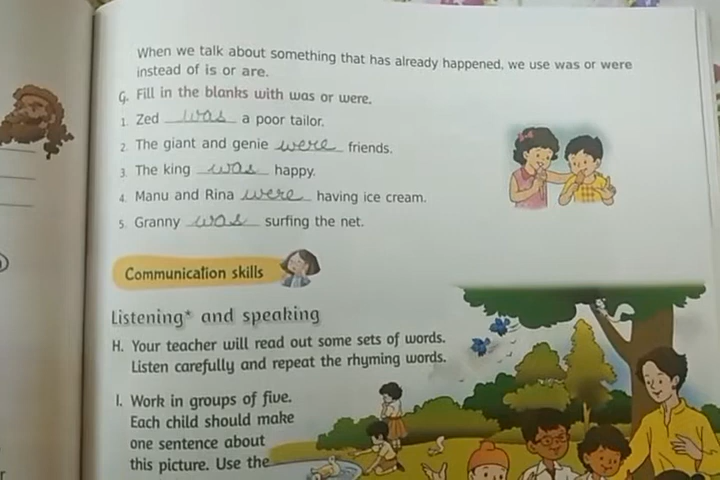 When we talk about something that has already happened, we use was or were
instead of is or are.
G. Fill in the blanks with was or were.
1. Zed was a poor tailor.
2. The giant and genie were friends.
3. The king was happy.
4. Manu and Rina were having ice cream.
5. Granny was surfing the net.
Communication skills
Listening* and speaking
H. Your teacher will read out some sets of words.
Listen carefully and repeat the rhyming words.
I. Work in groups of five.
Each child should make
one sentence about
this picture. Use the